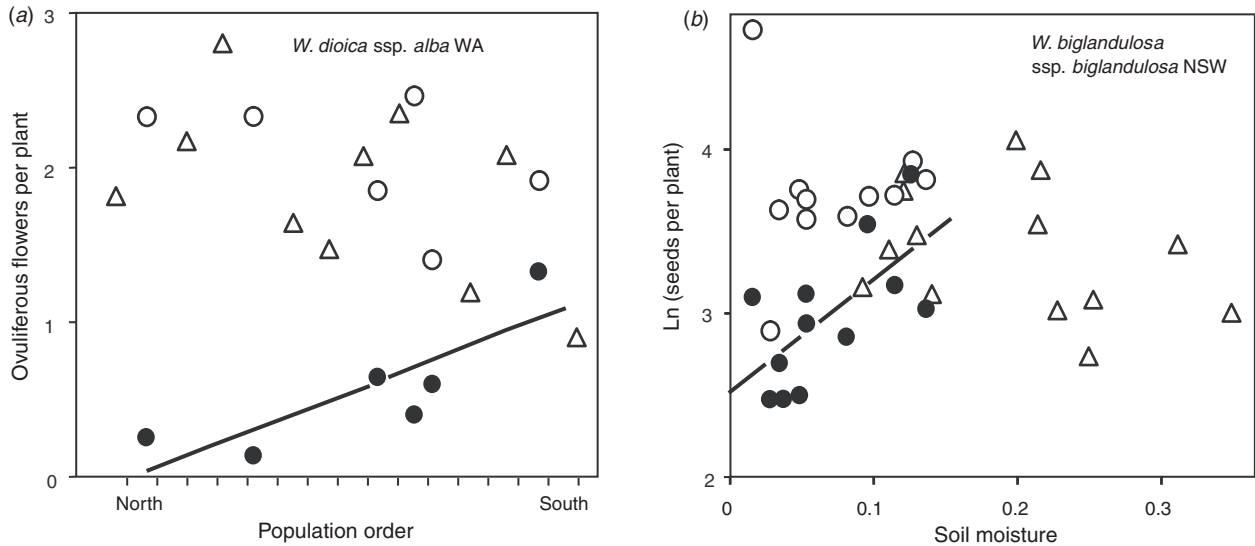 (a)
3
2
1
0
Ovuliferous flowers per plant
W. dioica ssp. alba WA
North
South
Population order
(b)
4
3
2
Ln (seeds per plant)
W. biglandulosa
ssp. biglandulosa NSW
0
0.1
0.2
0.3
Soil moisture